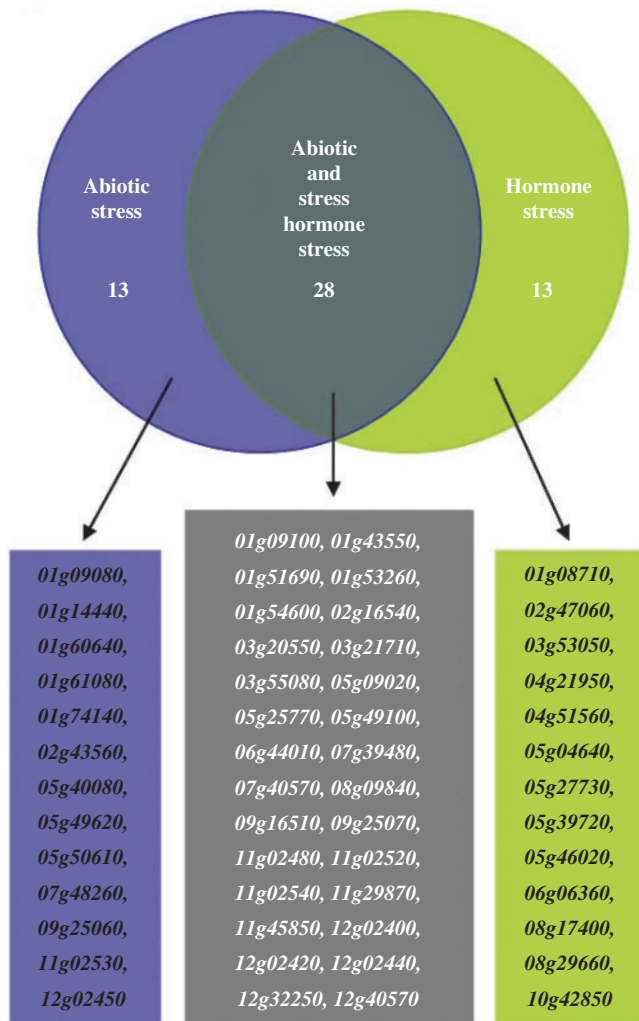 Abiotic
stress
13
Abiotic
and
stress
hormone
stress
28
Hormone
stress
13
01g09080,
01g14440,
01g60640,
01g61080,
01g74140,
02g43560,
05g40080,
05g49620,
05g50610,
07g48260,
09g25060,
11g02530,
12g02450
01g09100, 01g43550,
01g51690, 01g53260,
01g54600, 02g16540,
03g20550, 03g21710,
03g55080, 05g09020,
05g25770, 05g49100,
06g44010, 07g39480,
07g40570, 08g09840,
09g16510, 09g25070,
11g02480, 11g02520,
11g02540, 11g29870,
11g45850, 12g02400,
12g02420, 12g02440,
12g32250, 12g40570
01g08710,
02g47060,
03g53050,
04g21950,
04g51560,
05g04640,
05g27730,
05g39720,
05g46020,
06g06360,
08g17400,
08g29660,
10g42850